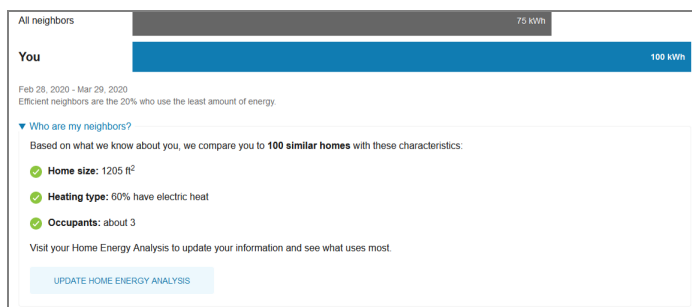 All neighbors 75 kWh
You 100 kWh
Feb 28, 2020 - Mar 29, 2020
Efficient neighbors are the 20% who use the least amount of energy.
▼ Who are my neighbors?
Based on what we know about you, we compare you to 100 similar homes with these characteristics:
Home size: 1205 ft²
Heating type: 60% have electric heat
Occupants: about 3
Visit your Home Energy Analysis to update your information and see what uses most.
UPDATE HOME ENERGY ANALYSIS